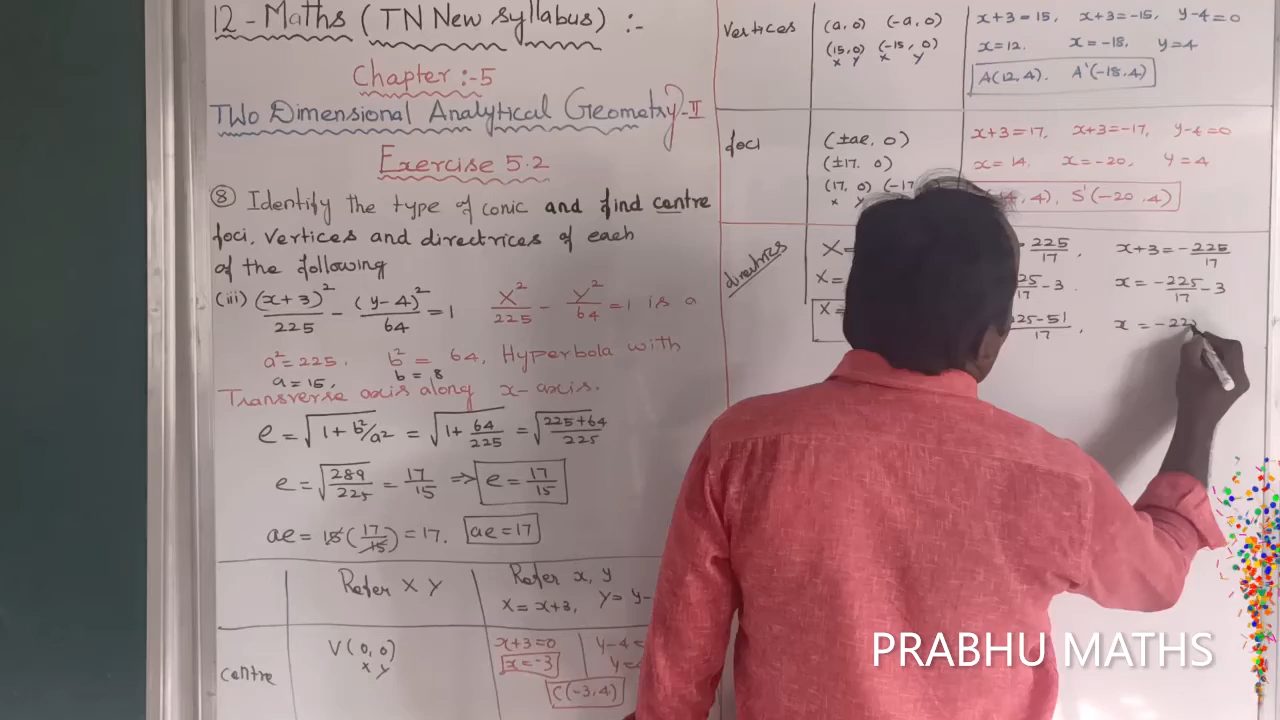 12 - Maths (TN New Syllabus) :-
Chapter :- 5
Two Dimensional Analytical Geometry - II
Exercise 5.2
⑧ Identify the type of conic and find centre
foci, vertices and directrices of each
of the following
(iii) (x+3)²/225 - (y-4)²/64 = 1 X²/225 - Y²/64 = 1 is a
a² = 225. b² = 64, Hyperbola with
a = 15, b = 8
Transverse axis along x-axis.
e = √1 + b²/a² = √1 + 64/225 = √225+64/225
e = √289/225 = 17/15 ⇒ e = 17/15
ae = 15 (17/15) = 17. ae = 17
Refer X Y Refer x, y
X = x+3, Y = y-
centre V(0, 0) x+3=0 y-4=
X Y x=-3 y=
C(-3, 4)
Vertices (a, 0) (-a, 0) x+3=15, x+3=-15, y-4=0
(15, 0) (-15, 0) x=12. x=-18, y=4
X Y X Y A(12, 4). A'(-18, 4)
foci (±ae, 0) x+3=17, x+3=-17, y-4=0
(±17, 0) x=14. x=-20, y=4
(17, 0) (-17 , 4), S'(-20, 4)
X Y
directrices X = 225/17, x+3 = -225/17
X = -3. x = -225/17 - 3
X = 25-51/17, x = -22
PRABHU MATHS